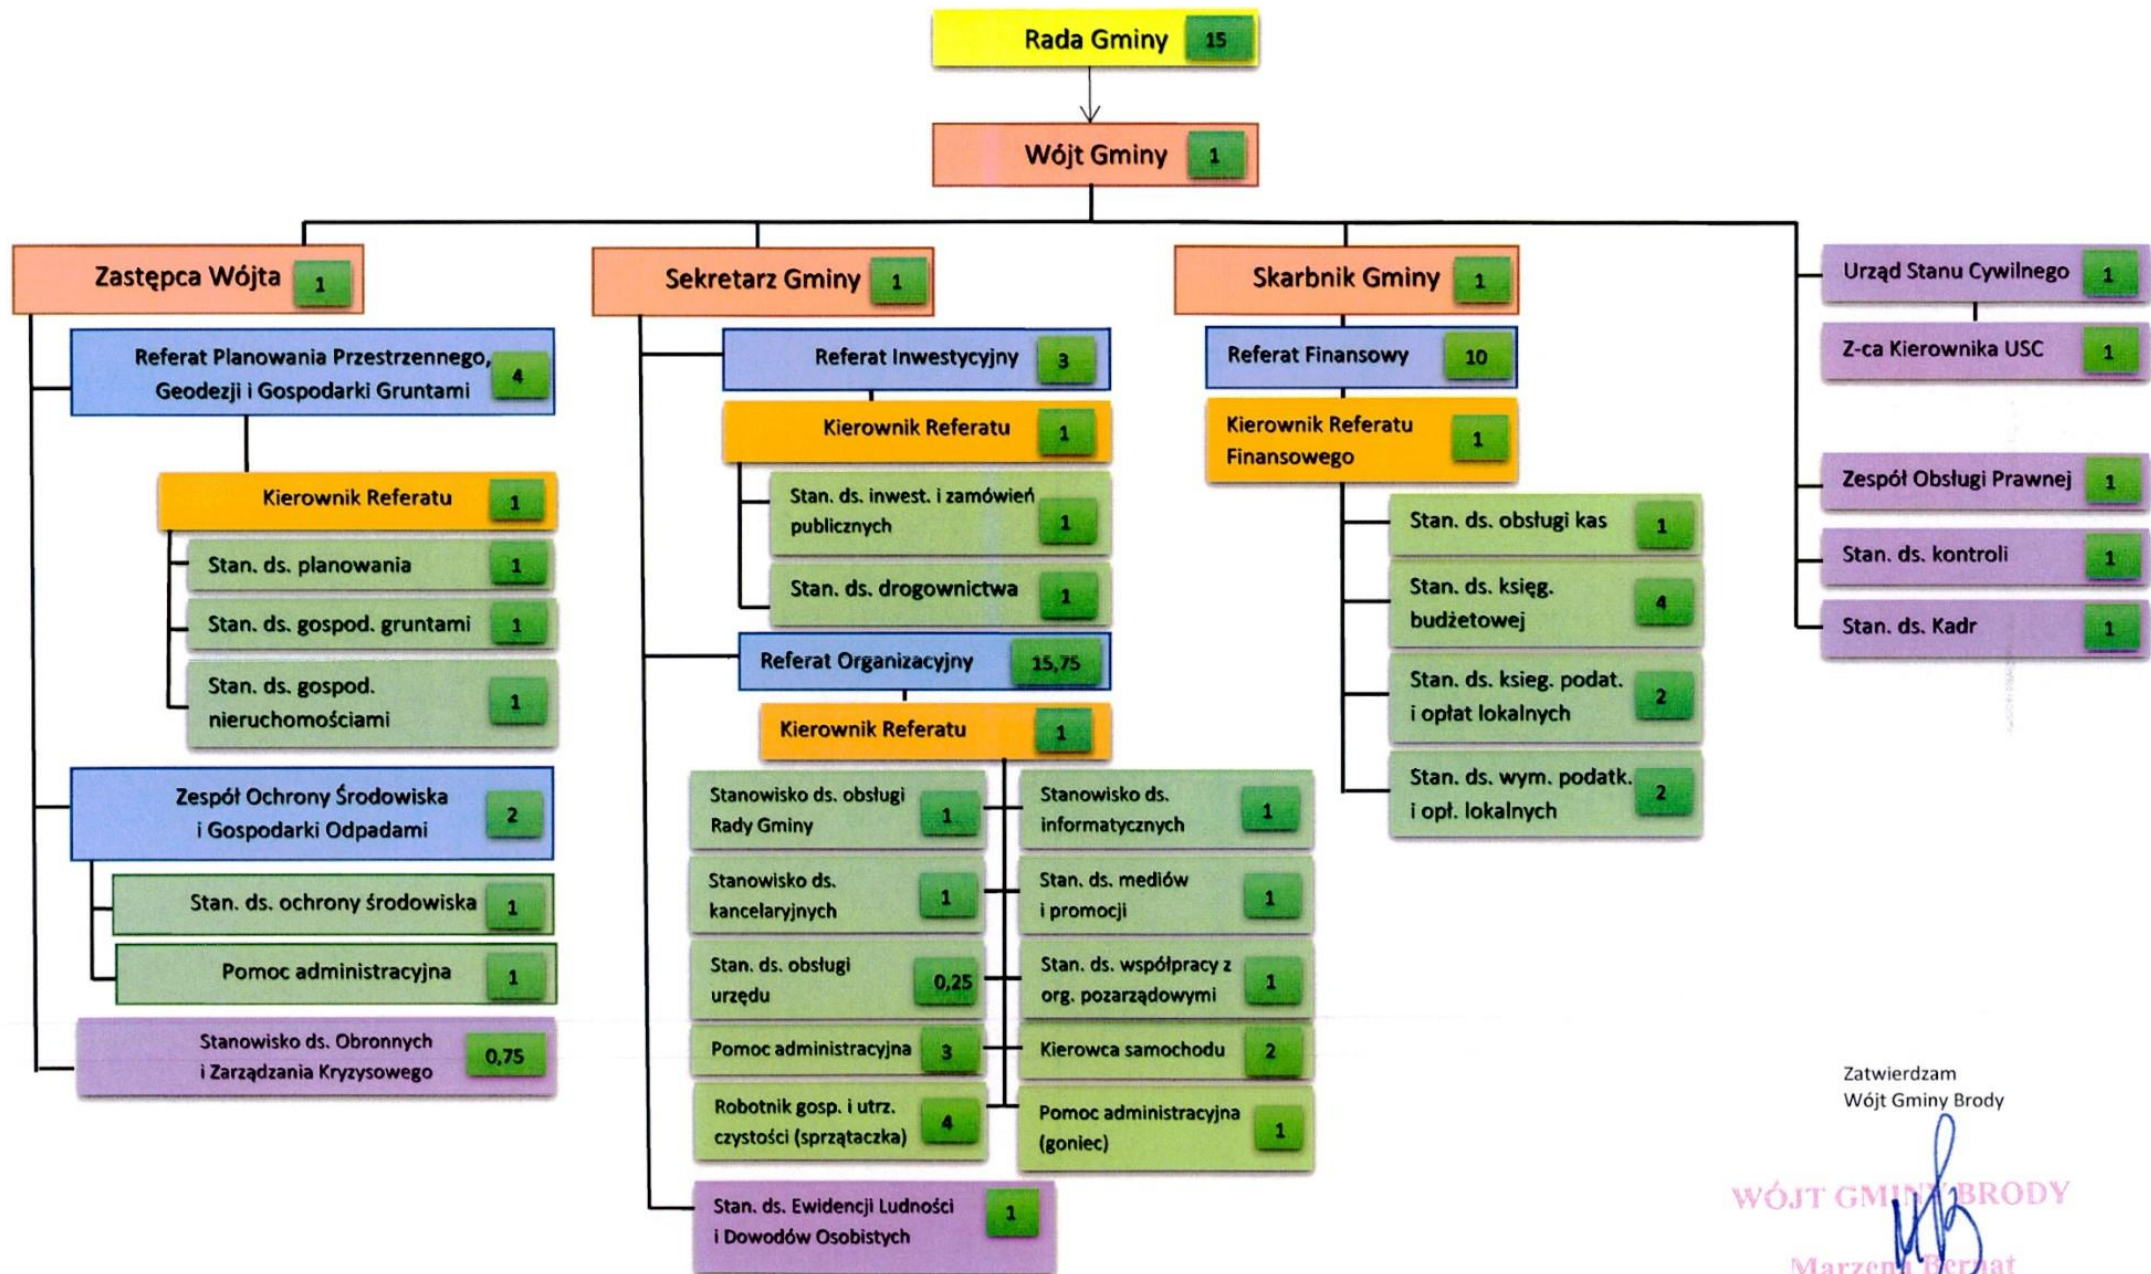 Rada Gminy 15
Wójt Gminy 1
Zastępca Wójta 1
Referat Planowania Przestrzennego,
Geodezji i Gospodarki Gruntami 4
Kierownik Referatu 1
Stan. ds. planowania 1
Stan. ds. gospod. gruntami 1
Stan. ds. gospod.
nieruchomościami 1
Zespół Ochrony Środowiska
i Gospodarki Odpadami 2
Stan. ds. ochrony środowiska 1
Pomoc administracyjna 1
Stanowisko ds. Obronnych
i Zarządzania Kryzysowego 0,75
Sekretarz Gminy 1
Referat Inwestycyjny 3
Kierownik Referatu 1
Stan. ds. inwest. i zamówień
publicznych 1
Stan. ds. drogownictwa 1
Referat Organizacyjny 15,75
Kierownik Referatu 1
Stanowisko ds. obsługi
Rady Gminy 1
Stanowisko ds.
kancelaryjnych 1
Stan. ds. obsługi
urzędu 0,25
Pomoc administracyjna 3
Robotnik gosp. i utrz.
czystości (sprzątaczka) 4
Stanowisko ds.
informatycznych 1
Stan. ds. mediów
i promocji 1
Stan. ds. współpracy z
org. pozarządowymi 1
Kierowca samochodu 2
Pomoc administracyjna
(goniec) 1
Stan. ds. Ewidencji Ludności
i Dowodów Osobistych 1
Skarbnik Gminy 1
Referat Finansowy 10
Kierownik Referatu
Finansowego 1
Stan. ds. obsługi kas 1
Stan. ds. księg.
budżetowej 4
Stan. ds. ksieg. podat.
i opłat lokalnych 2
Stan. ds. wym. podatk.
i opł. lokalnych 2
Urząd Stanu Cywilnego 1
Z-ca Kierownika USC 1
Zespół Obsługi Prawnej 1
Stan. ds. kontroli 1
Stan. ds. Kadr 1
Zatwierdzam
Wójt Gminy Brody
WÓJT GMINY BRODY
Marzena Bernat